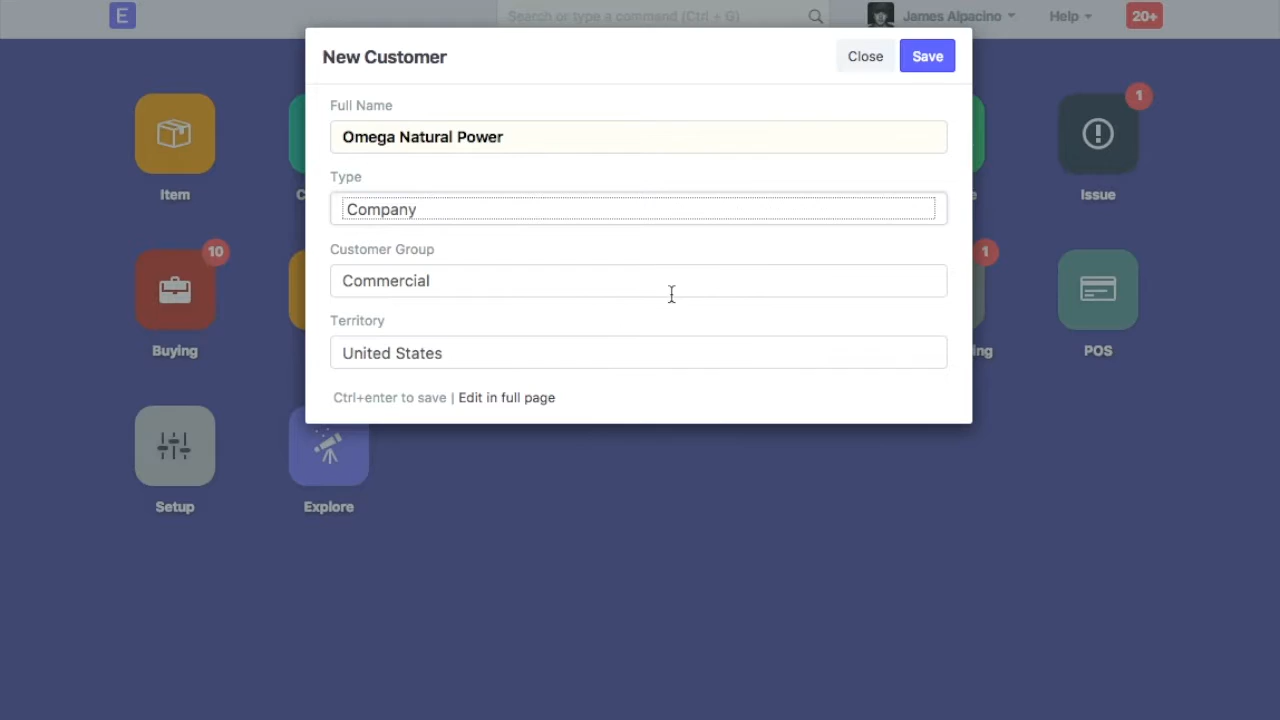 E
Search or type a command (Ctrl + G)
James Alpacino
Help
20+
New Customer
Close
Save
Full Name
Omega Natural Power
Type
Company
Customer Group
Commercial
Territory
United States
Ctrl+enter to save | Edit in full page
Item
1
Issue
10
Buying
1
ing
POS
Setup
Explore